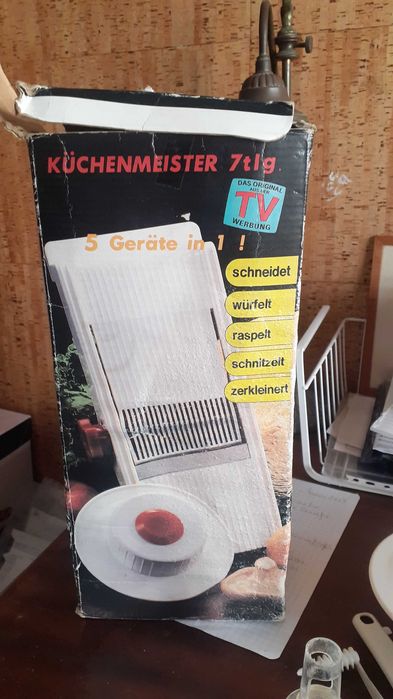 KÜCHENMEISTER 7tlg.
DAS ORIGINAL
AUS DER
TV
WERBUNG
5 Geräte in 1 !
schneidet
würfelt
raspelt
schnitzelt
zerkleinert